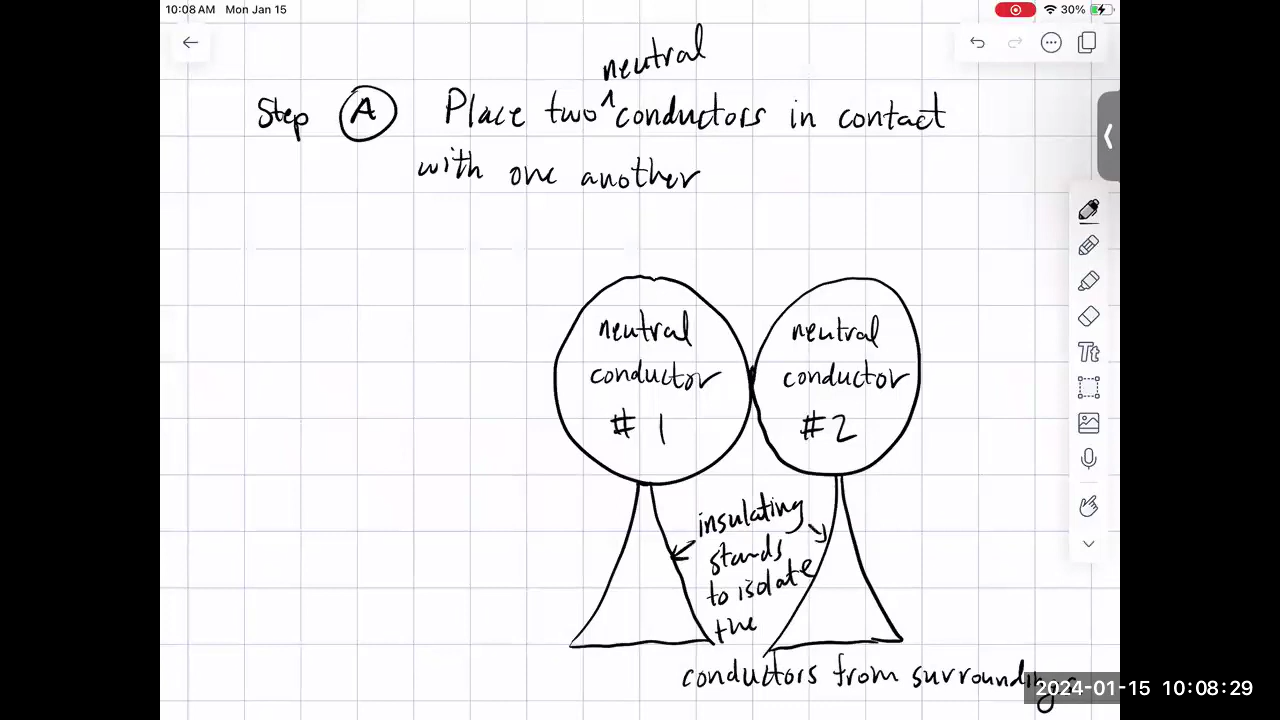 10:08 AM Mon Jan 15
30%
neutral
Step A Place two ^ conductors in contact
with one another
neutral
conductor
# 1
neutral
conductor
#2
insulating
stands
to isolate
the
conductors from surroundings
Tt
2024-01-15 10:08:29